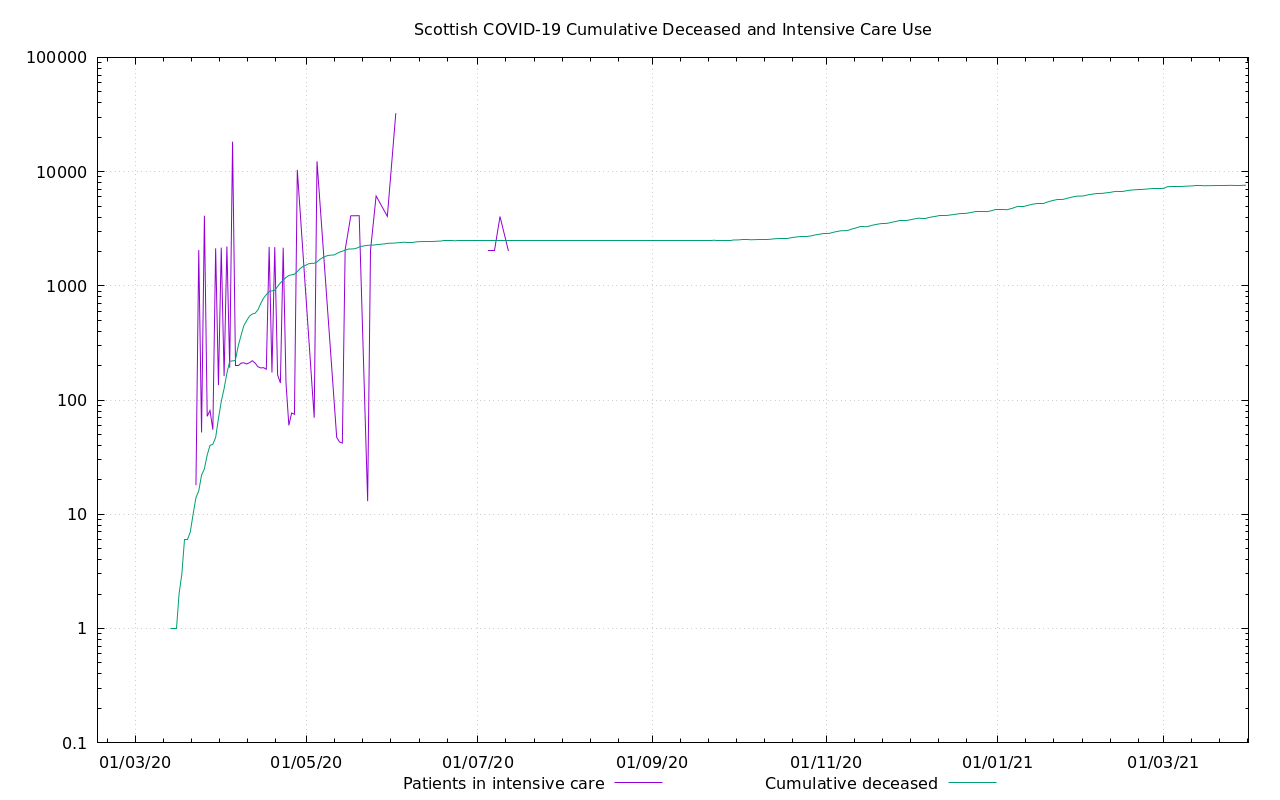 Scottish COVID-19 Cumulative Deceased and Intensive Care Use
100000
10000
1000
100
10
1
0.1
01/03/20 01/05/20 01/07/20 01/09/20 01/11/20 01/01/21 01/03/21
Patients in intensive care Cumulative deceased